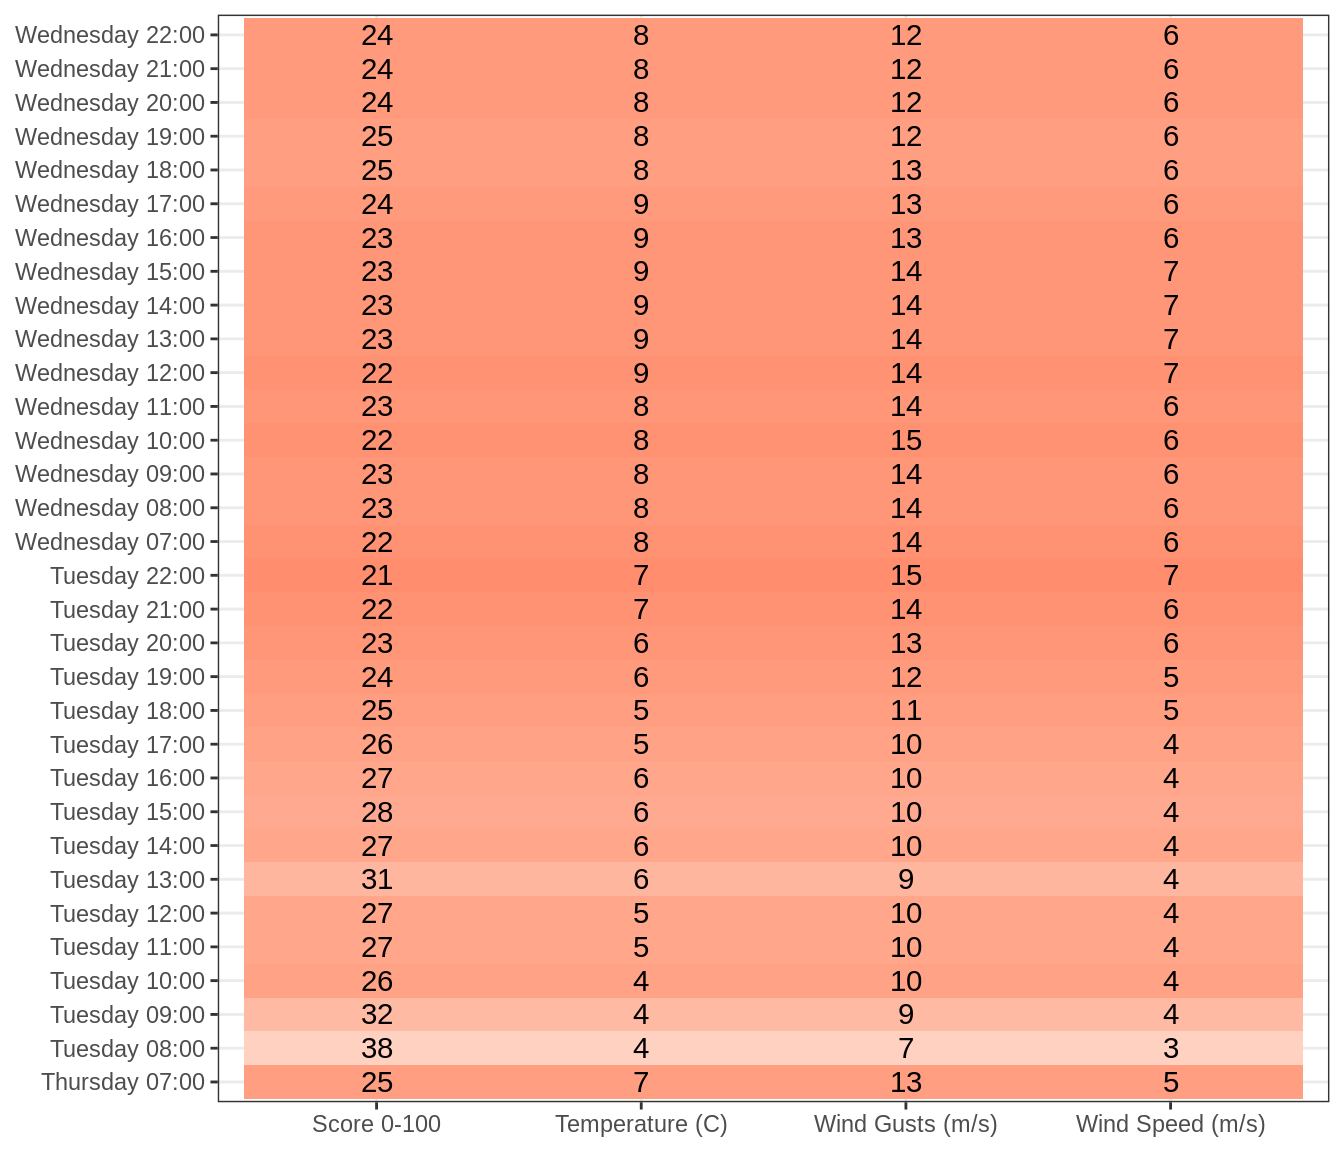 Wednesday 22:00 24 8 12 6
Wednesday 21:00 24 8 12 6
Wednesday 20:00 24 8 12 6
Wednesday 19:00 25 8 12 6
Wednesday 18:00 25 8 13 6
Wednesday 17:00 24 9 13 6
Wednesday 16:00 23 9 13 6
Wednesday 15:00 23 9 14 7
Wednesday 14:00 23 9 14 7
Wednesday 13:00 23 9 14 7
Wednesday 12:00 22 9 14 7
Wednesday 11:00 23 8 14 6
Wednesday 10:00 22 8 15 6
Wednesday 09:00 23 8 14 6
Wednesday 08:00 23 8 14 6
Wednesday 07:00 22 8 14 6
Tuesday 22:00 21 7 15 7
Tuesday 21:00 22 7 14 6
Tuesday 20:00 23 6 13 6
Tuesday 19:00 24 6 12 5
Tuesday 18:00 25 5 11 5
Tuesday 17:00 26 5 10 4
Tuesday 16:00 27 6 10 4
Tuesday 15:00 28 6 10 4
Tuesday 14:00 27 6 10 4
Tuesday 13:00 31 6 9 4
Tuesday 12:00 27 5 10 4
Tuesday 11:00 27 5 10 4
Tuesday 10:00 26 4 10 4
Tuesday 09:00 32 4 9 4
Tuesday 08:00 38 4 7 3
Thursday 07:00 25 7 13 5
Score 0-100 Temperature (C) Wind Gusts (m/s) Wind Speed (m/s)